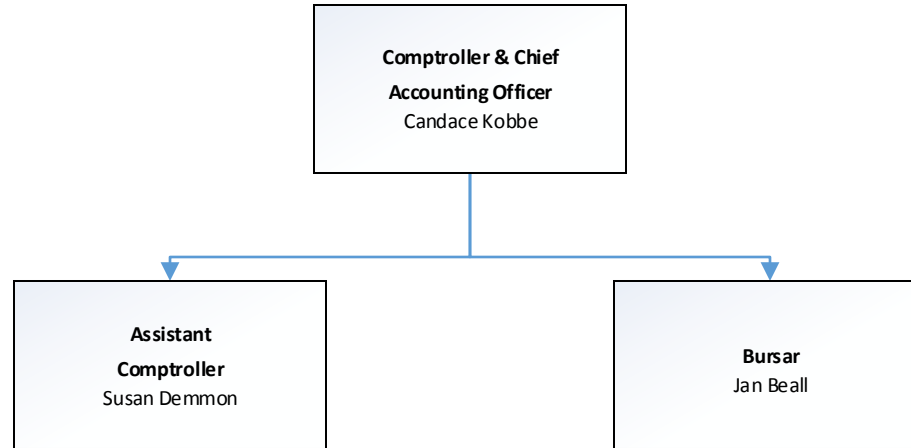 Comptroller & Chief
Accounting Officer
Candace Kobbe
Assistant
Comptroller
Susan Demmon
Bursar
Jan Beall